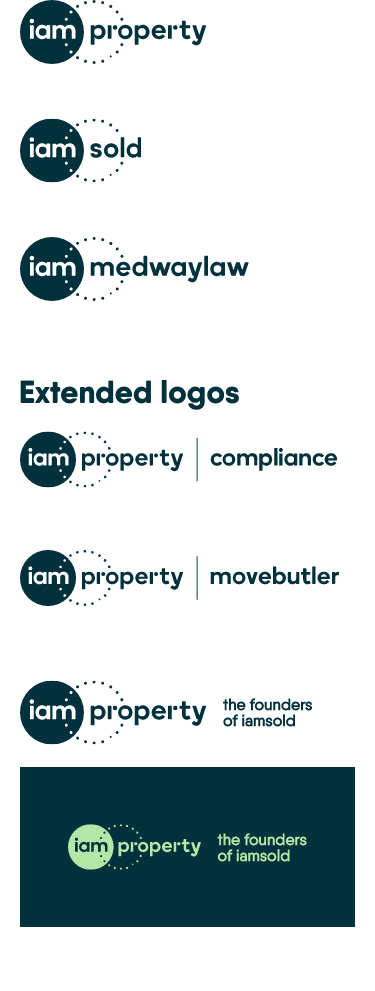 iam property
iam sold
iam medwaylaw
Extended logos
iam property | compliance
iam property | movebutler
iam property the founders
of iamsold
iam property the founders
of iamsold